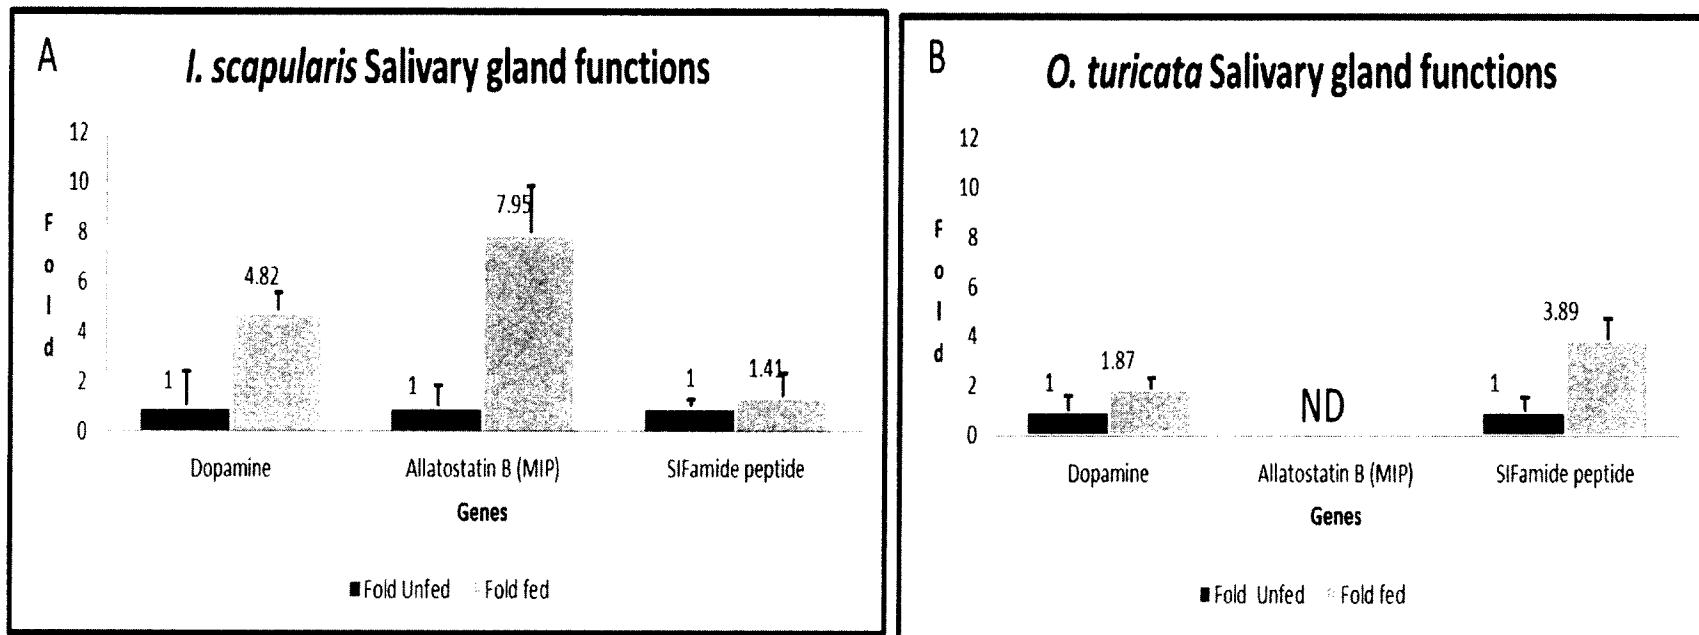 A
I. scapularis Salivary gland functions
12
10
8
6
4
2
0
Fold
1
4.82
1
7.95
1
1.41
Dopamine
Allatostatin B (MIP)
SIFamide peptide
Genes
Fold Unfed
Fold fed
B
O. turicata Salivary gland functions
12
10
8
6
4
2
0
Fold
1
1.87
ND
1
3.89
Dopamine
Allatostatin B (MIP)
SIFamide peptide
Genes
Fold Unfed
Fold fed